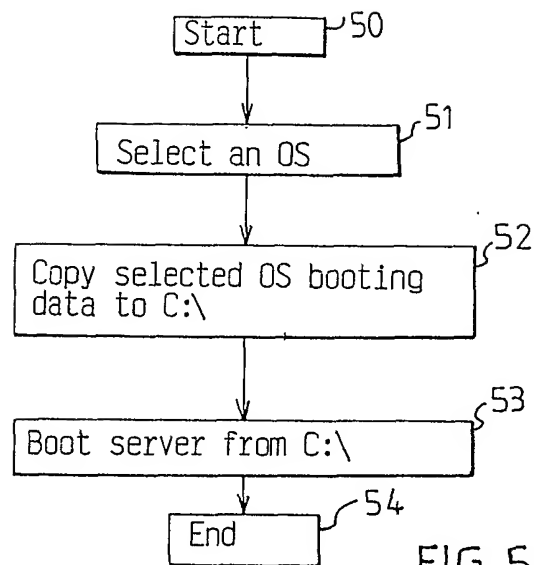 Start 50
Select an OS 51
Copy selected OS booting 52
data to C:\
Boot server from C:\ 53
End 54
FIG 5